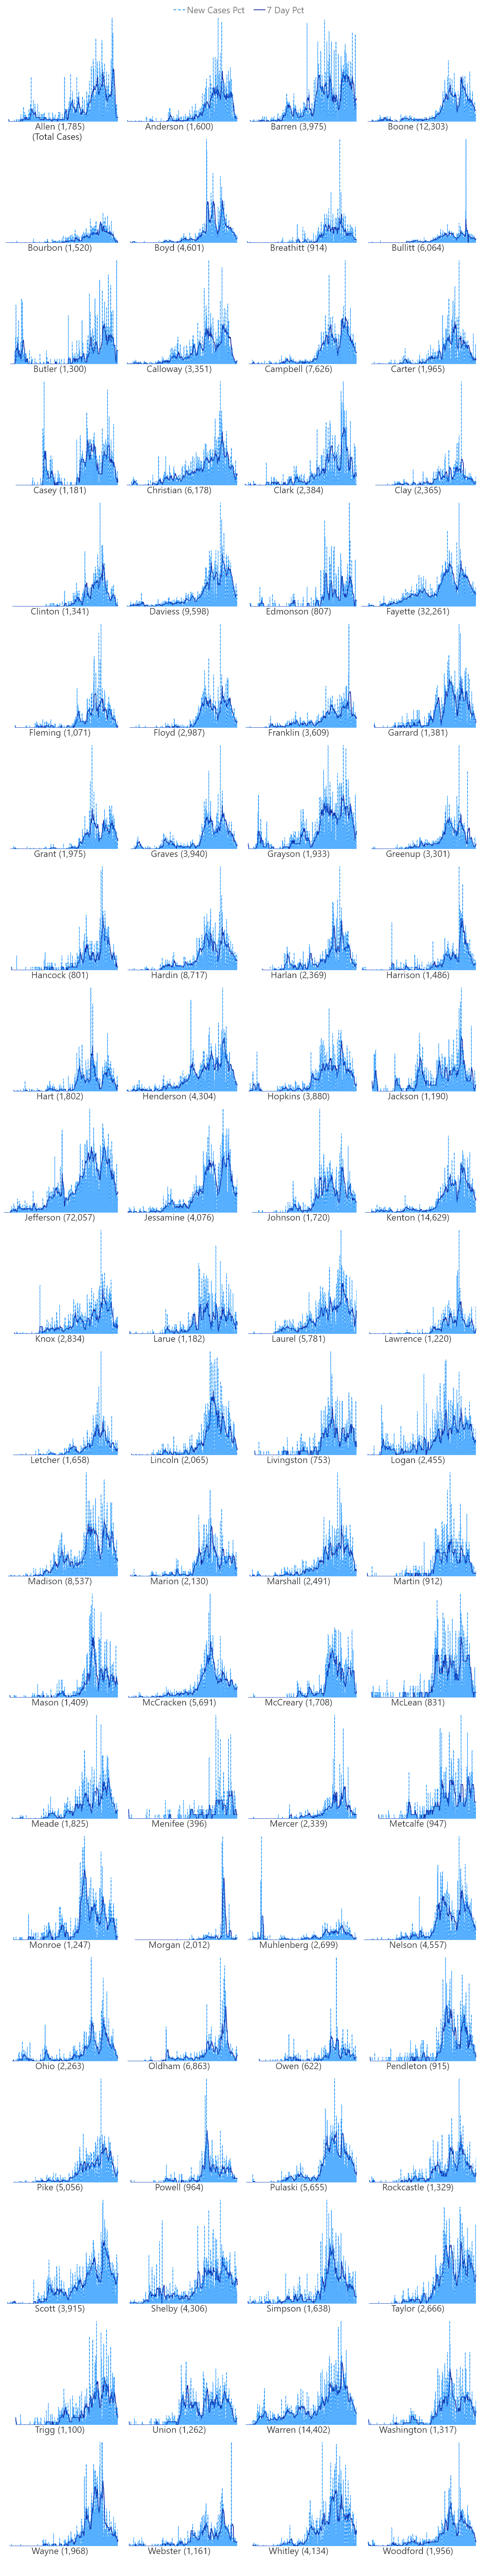 New Cases Pct 7 Day Pct
Allen (1,785) Anderson (1,600) Barren (3,975) Boone (12,303)
(Total Cases)
Bourbon (1,520) Boyd (4,601) Breathitt (914) Bullitt (6,064)
Butler (1,300) Calloway (3,351) Campbell (7,626) Carter (1,965)
Casey (1,181) Christian (6,178) Clark (2,384) Clay (2,365)
Clinton (1,341) Daviess (9,598) Edmonson (807) Fayette (32,261)
Fleming (1,071) Floyd (2,987) Franklin (3,609) Garrard (1,381)
Grant (1,975) Graves (3,940) Grayson (1,933) Greenup (3,301)
Hancock (801) Hardin (8,717) Harlan (2,369) Harrison (1,486)
Hart (1,802) Henderson (4,304) Hopkins (3,880) Jackson (1,190)
Jefferson (72,057) Jessamine (4,076) Johnson (1,720) Kenton (14,629)
Knox (2,834) Larue (1,182) Laurel (5,781) Lawrence (1,220)
Letcher (1,658) Lincoln (2,065) Livingston (753) Logan (2,455)
Madison (8,537) Marion (2,130) Marshall (2,491) Martin (912)
Mason (1,409) McCracken (5,691) McCreary (1,708) McLean (831)
Meade (1,825) Menifee (396) Mercer (2,339) Metcalfe (947)
Monroe (1,247) Morgan (2,012) Muhlenberg (2,699) Nelson (4,557)
Ohio (2,263) Oldham (6,863) Owen (622) Pendleton (915)
Pike (5,056) Powell (964) Pulaski (5,655) Rockcastle (1,329)
Scott (3,915) Shelby (4,306) Simpson (1,638) Taylor (2,666)
Trigg (1,100) Union (1,262) Warren (14,402) Washington (1,317)
Wayne (1,968) Webster (1,161) Whitley (4,134) Woodford (1,956)